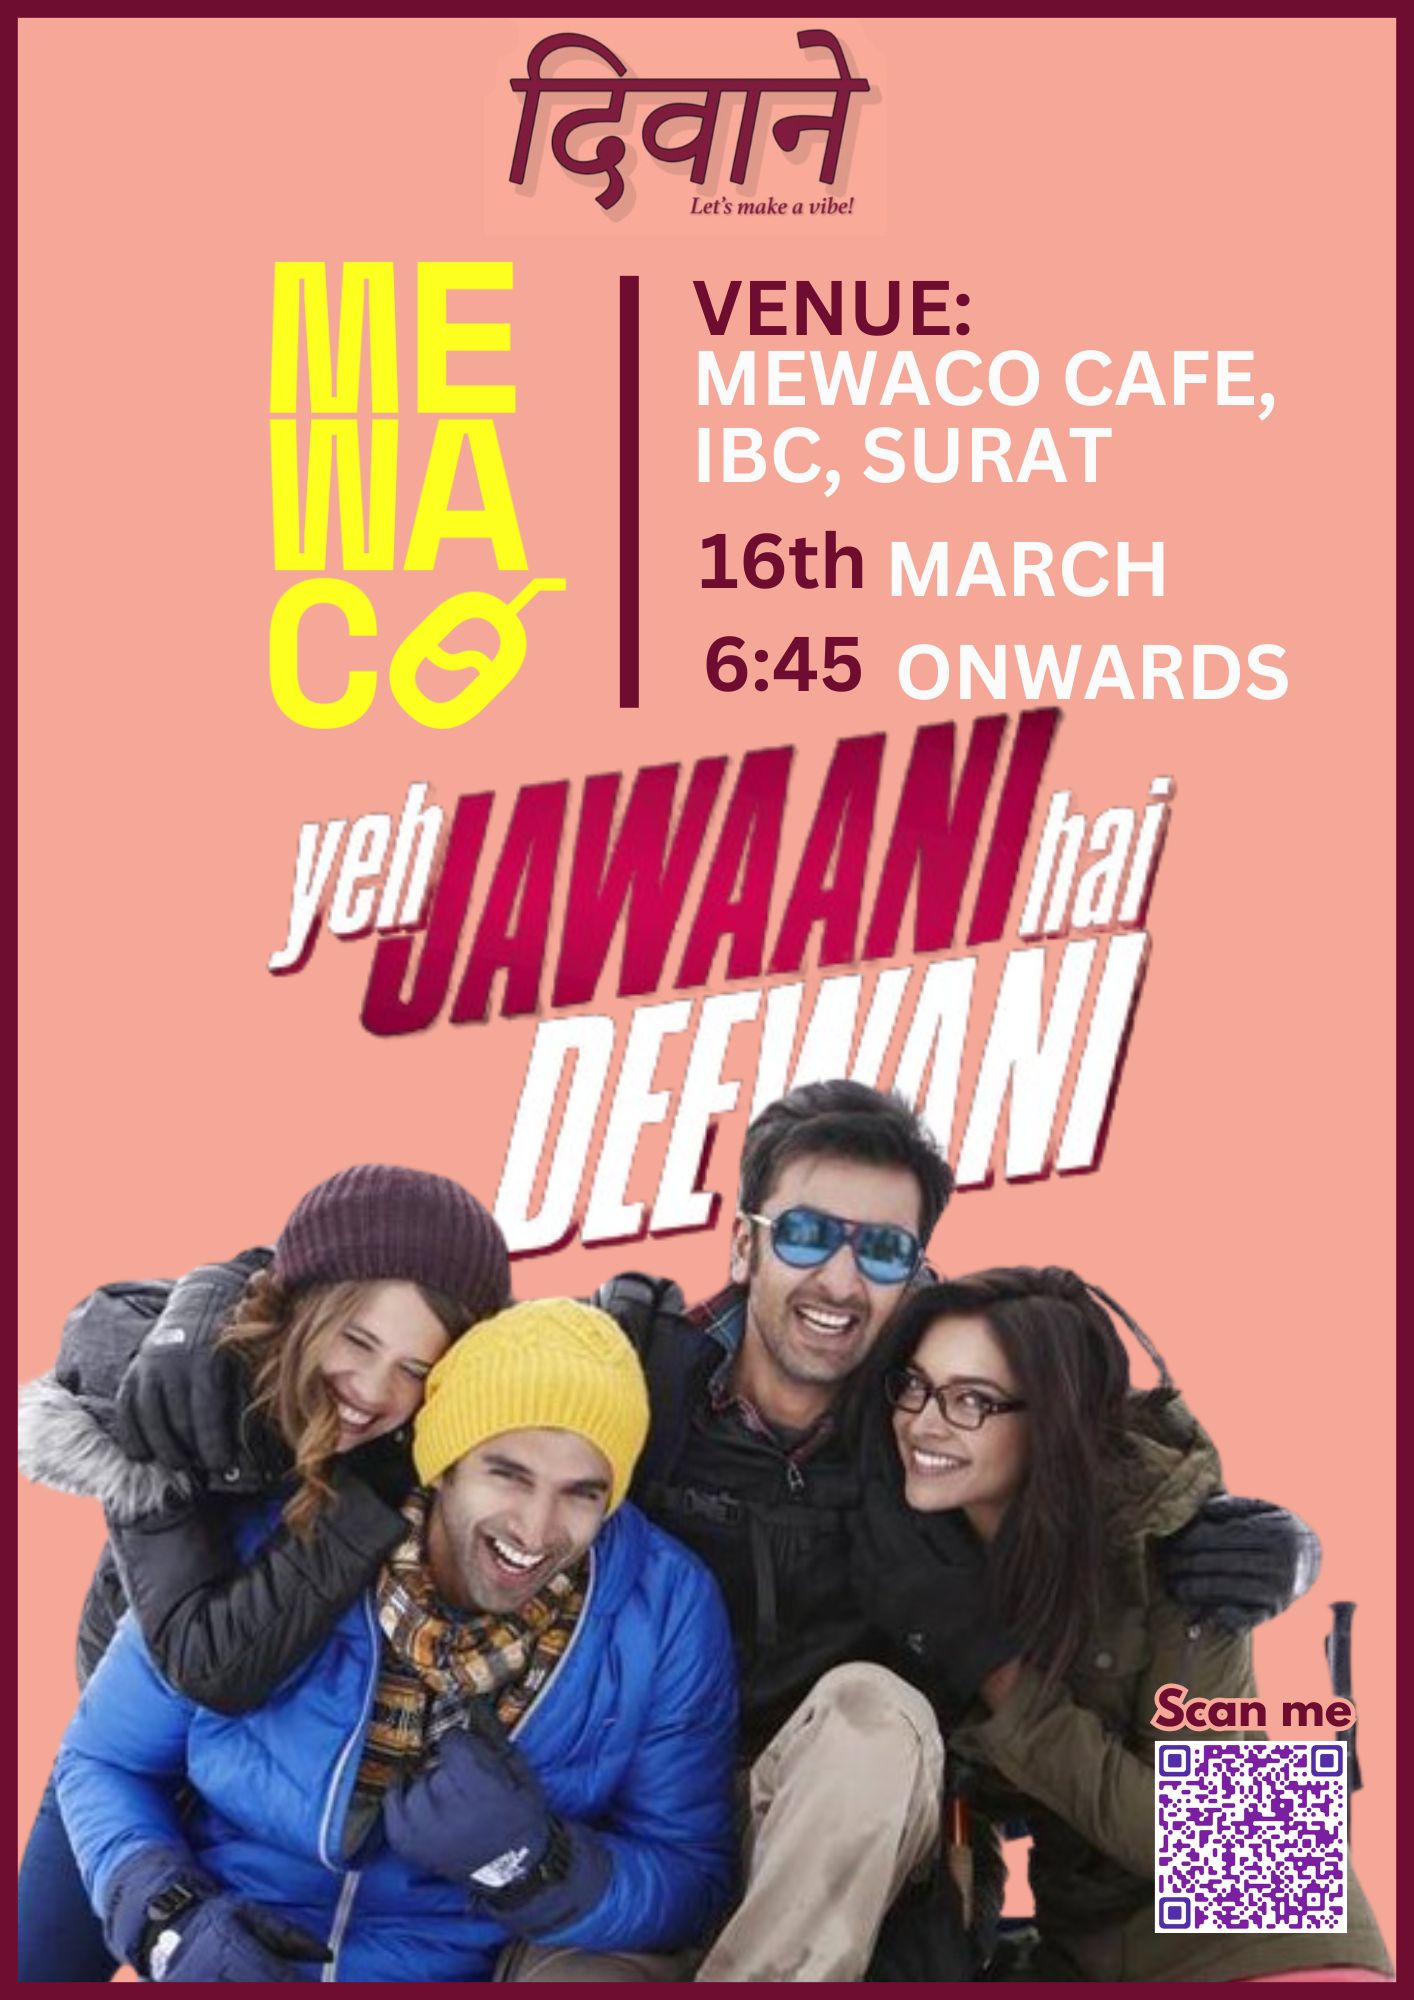 दिवाने
Let's make a vibe!
ME
WA
CO
VENUE:
MEWACO CAFE,
IBC, SURAT
16th MARCH
6:45 ONWARDS
yeh JAWAANI hai
DEEWANI
Scan me